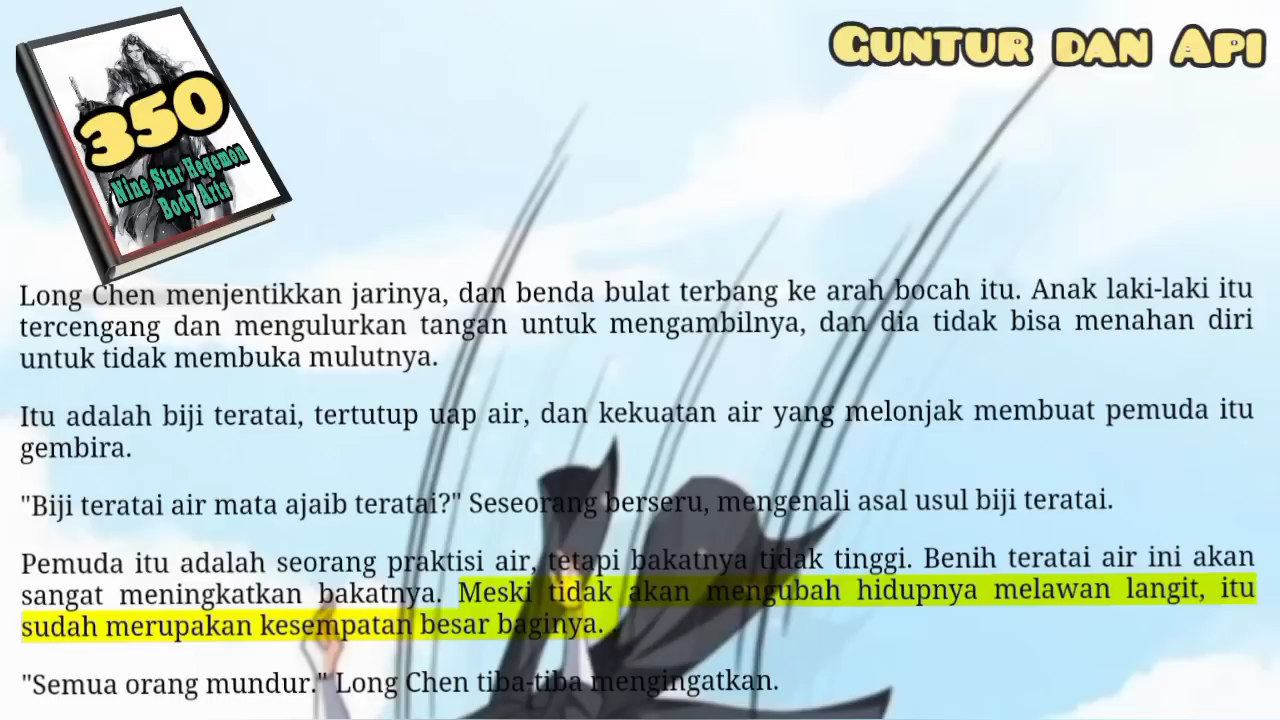 Guntur dan Api
350
Nine Star Hegemon
Body Arts
Long Chen menjentikkan jarinya, dan benda bulat terbang ke arah bocah itu. Anak laki-laki itu
tercengang dan mengulurkan tangan untuk mengambilnya, dan dia tidak bisa menahan diri
untuk tidak membuka mulutnya.
Itu adalah biji teratai, tertutup uap air, dan kekuatan air yang melonjak membuat pemuda itu
gembira.
"Biji teratai air mata ajaib teratai?" Seseorang berseru, mengenali asal usul biji teratai.
Pemuda itu adalah seorang praktisi air, tetapi bakatnya tidak tinggi. Benih teratai air ini akan
sangat meningkatkan bakatnya. Meski tidak akan mengubah hidupnya melawan langit, itu
sudah merupakan kesempatan besar baginya.
"Semua orang mundur." Long Chen tiba-tiba mengingatkan.